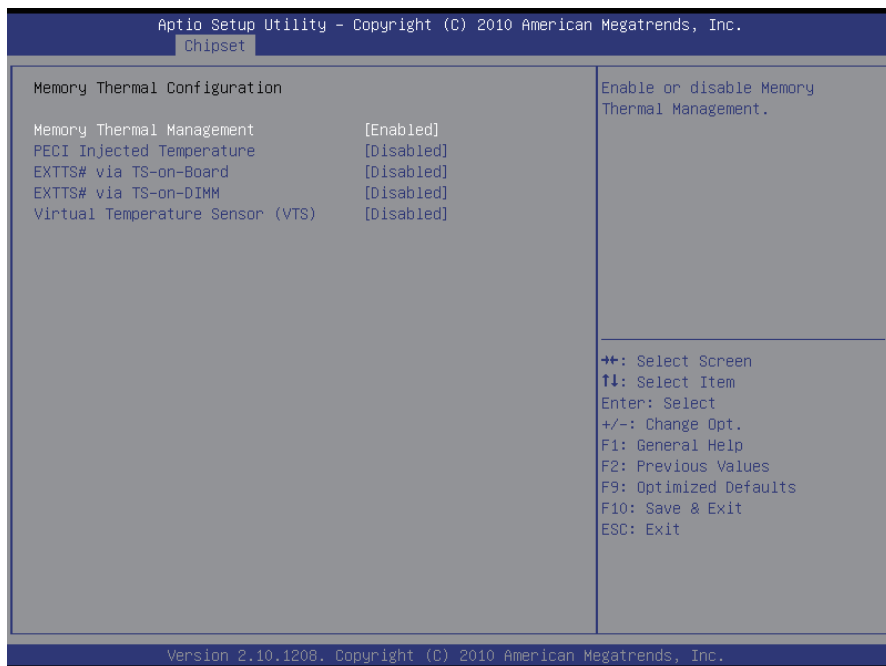 Aptio Setup Utility – Copyright (C) 2010 American Megatrends, Inc.
Chipset
Memory Thermal Configuration
Memory Thermal Management [Enabled]
PECI Injected Temperature [Disabled]
EXTTS# via TS-on-Board [Disabled]
EXTTS# via TS-on-DIMM [Disabled]
Virtual Temperature Sensor (VTS) [Disabled]
Enable or disable Memory
Thermal Management.
→←: Select Screen
↑↓: Select Item
Enter: Select
+/-: Change Opt.
F1: General Help
F2: Previous Values
F9: Optimized Defaults
F10: Save & Exit
ESC: Exit
Version 2.10.1208. Copyright (C) 2010 American Megatrends, Inc.